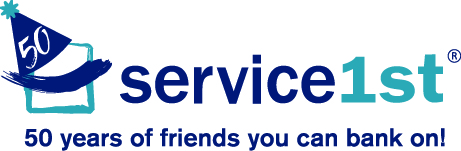 50
service1st®
50 years of friends you can bank on!